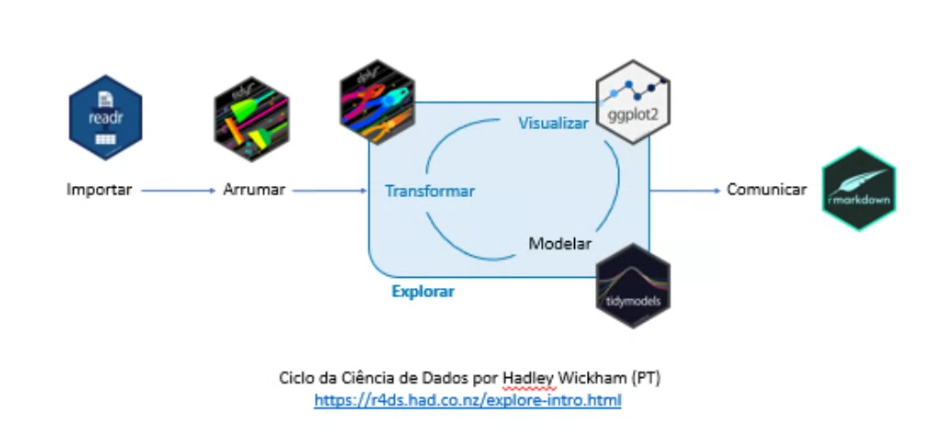 readr
tidyr
dplyr
Visualizar
ggplot2
Importar
Arrumar
Transformar
Comunicar
rmarkdown
Modelar
Explorar
tidymodels
Ciclo da Ciência de Dados por Hadley Wickham (PT)
https://r4ds.had.co.nz/explore-intro.html